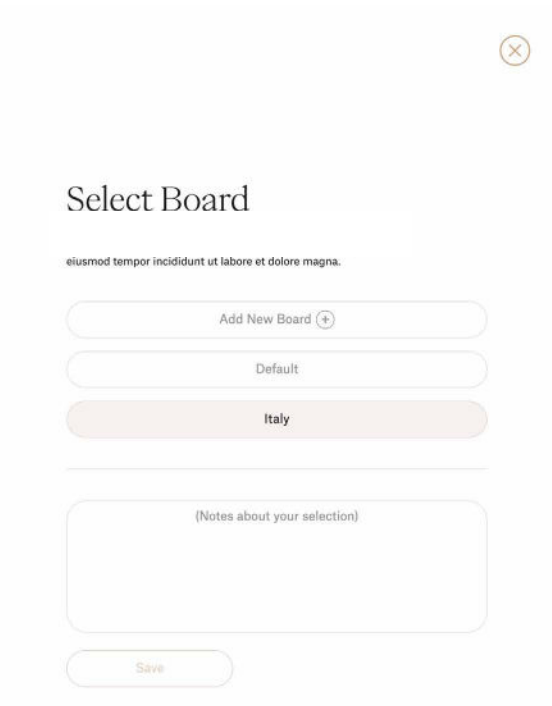 Select Board
eiusmod tempor incididunt ut labore et dolore magna.
Add New Board
Default
Italy
(Notes about your selection)
Save